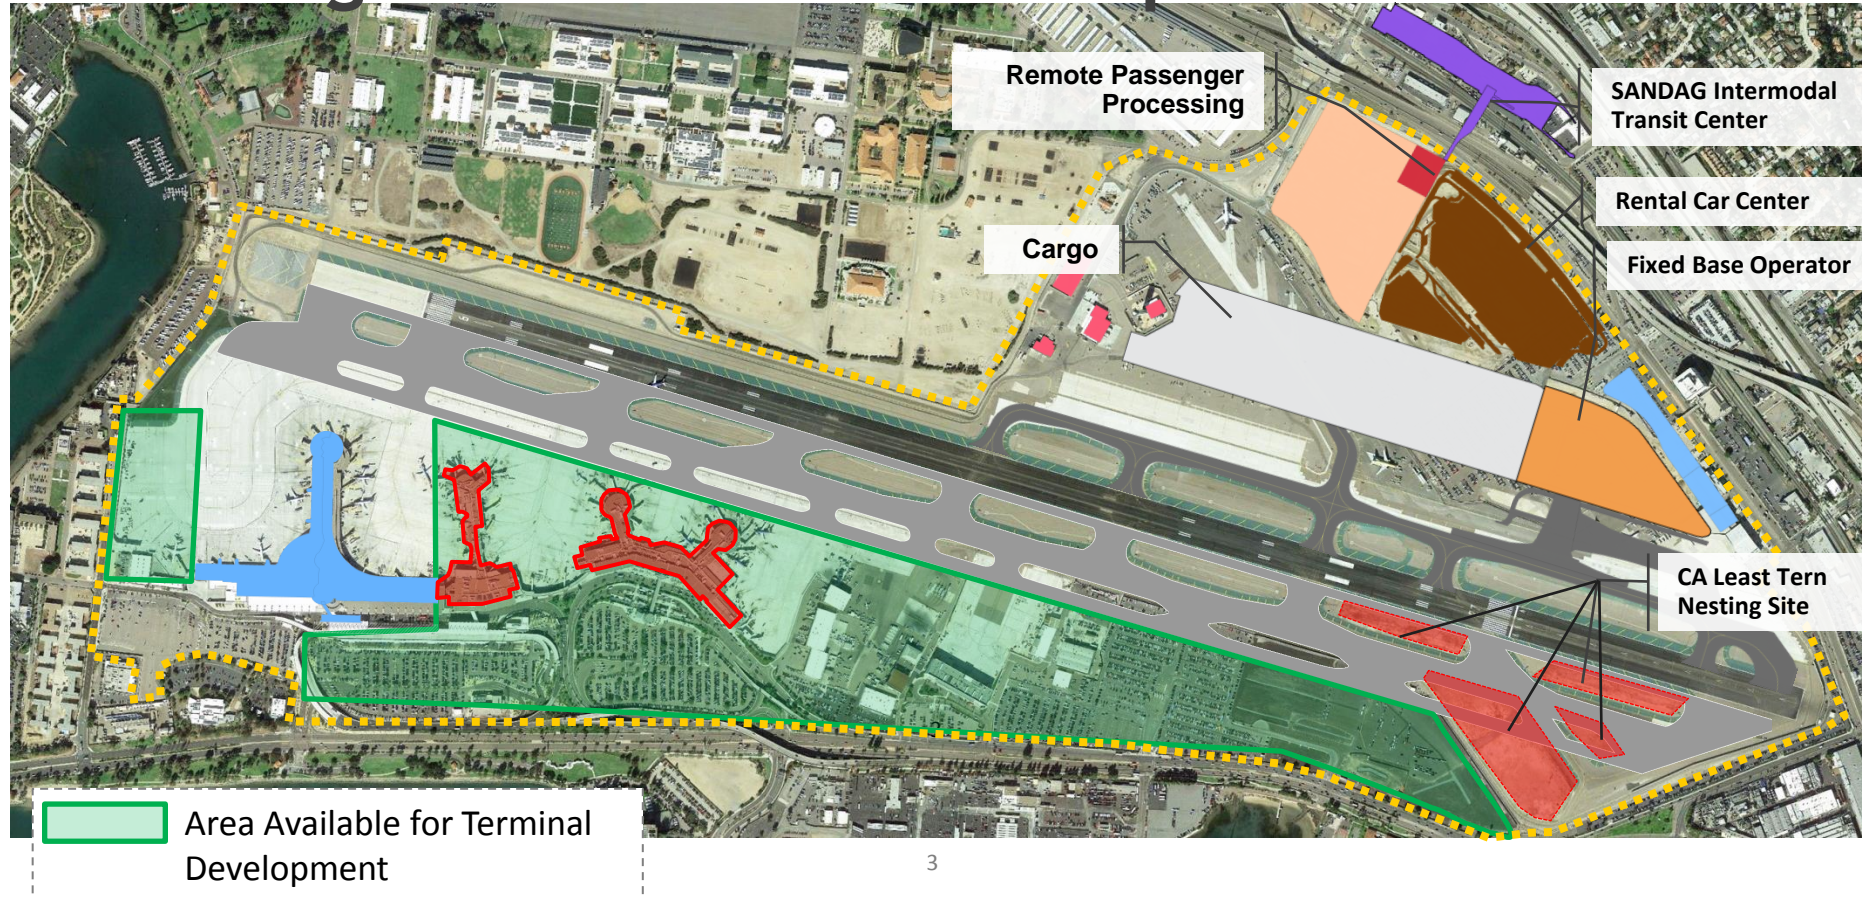 Remote Passenger
Processing
SANDAG Intermodal
Transit Center
Rental Car Center
Cargo
Fixed Base Operator
CA Least Tern
Nesting Site
Area Available for Terminal
Development
3